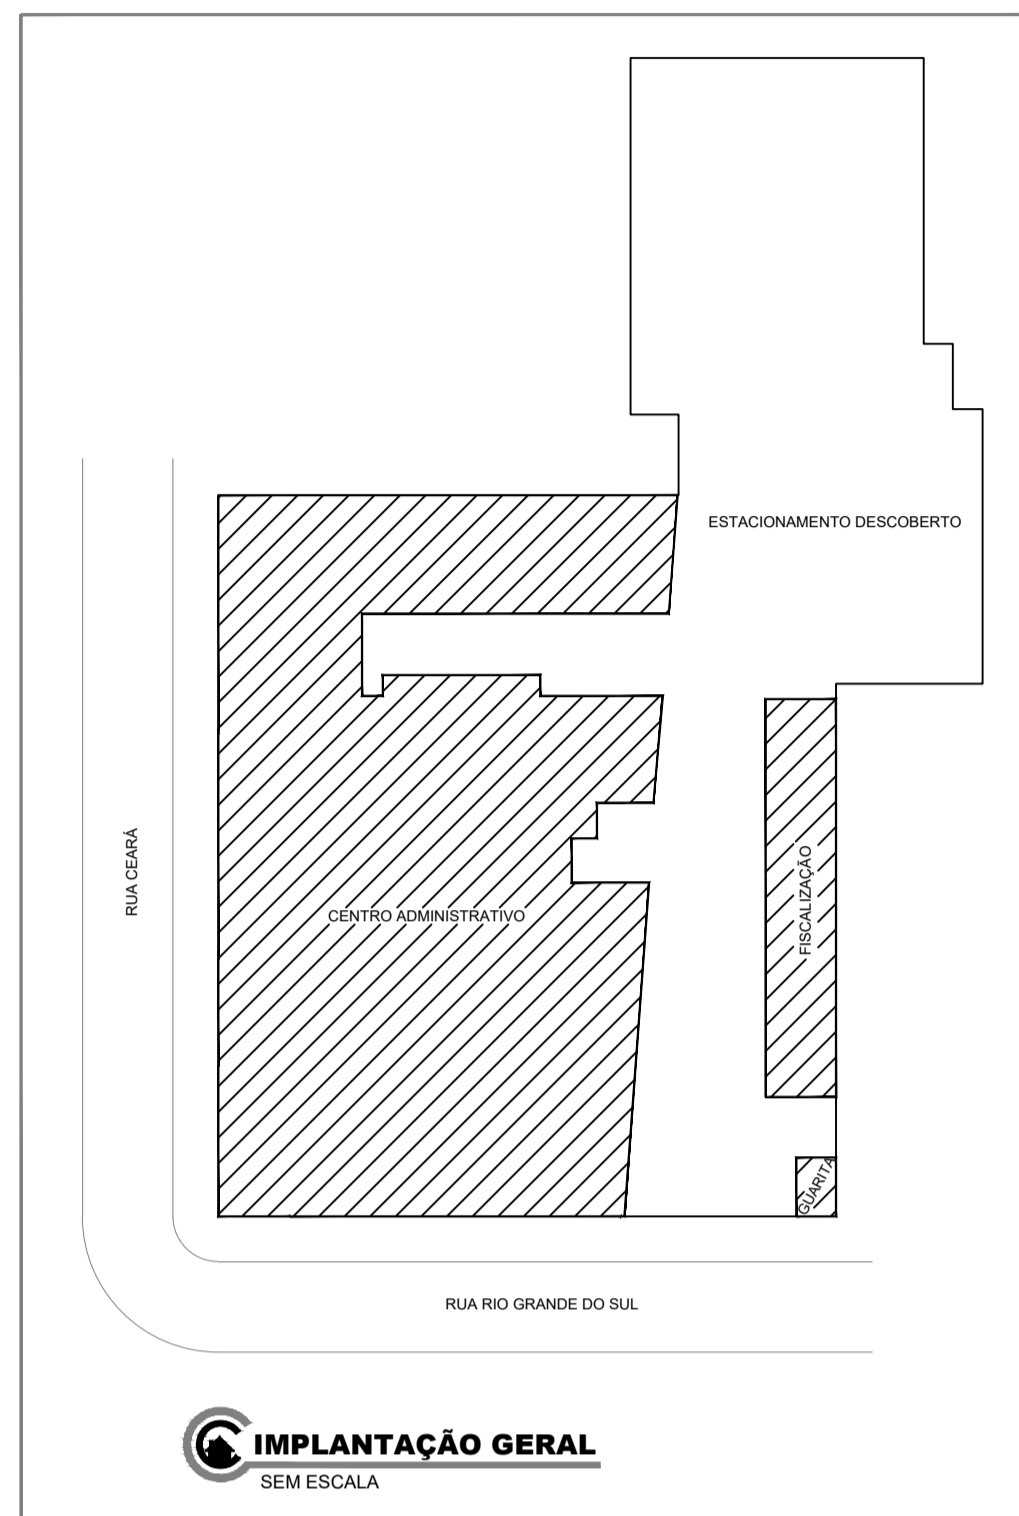 ESTACIONAMENTO DESCOBERTO
RUA CEARÁ
FISCALIZAÇÃO
CENTRO ADMINISTRATIVO
GUARITA
RUA RIO GRANDE DO SUL
IMPLANTAÇÃO GERAL
SEM ESCALA